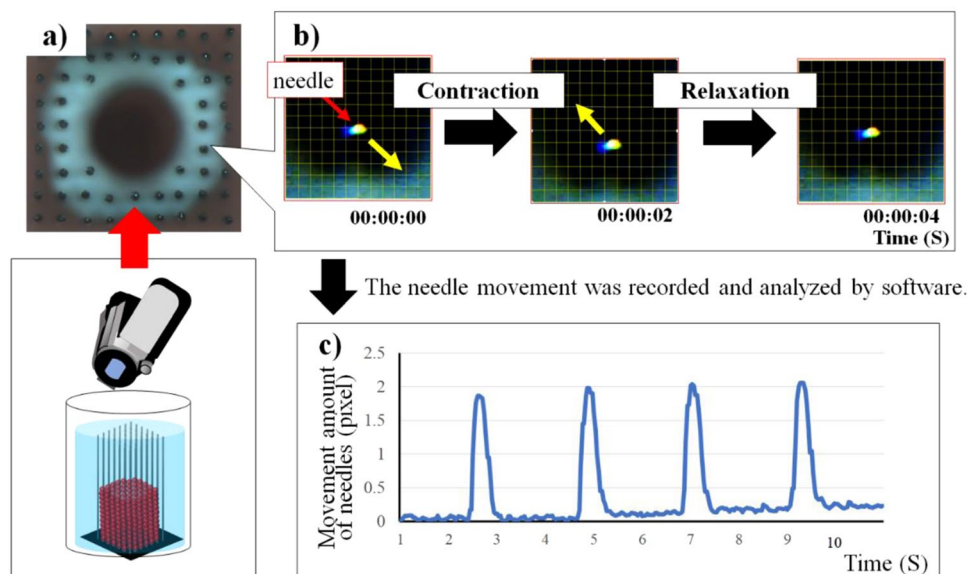 a)
b)
needle
Contraction
Relaxation
00:00:00
00:00:02
00:00:04
Time (S)
The needle movement was recorded and analyzed by software.
c)
Movement amount
of needles (pixel)
2.5
2
1.5
1
0.5
0
1 2 3 4 5 6 7 8 9 10
Time (S)